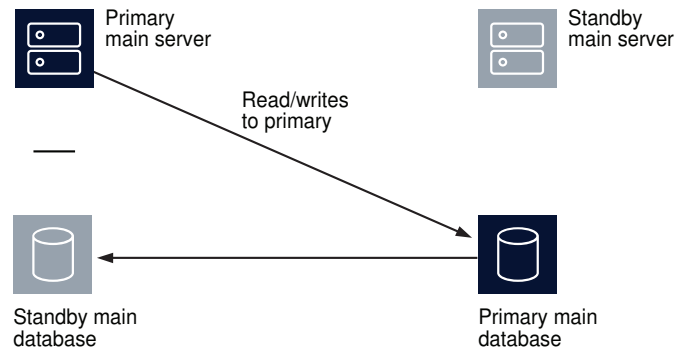 Primary
main server
Standby
main server
Read/writes
to primary
Standby main
database
Primary main
database